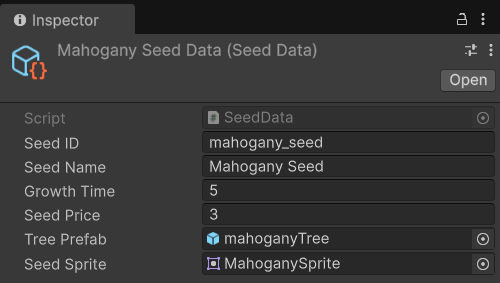 Inspector
Mahogany Seed Data (Seed Data)
Open
Script SeedData
Seed ID mahogany_seed
Seed Name Mahogany Seed
Growth Time 5
Seed Price 3
Tree Prefab mahoganyTree
Seed Sprite MahoganySprite